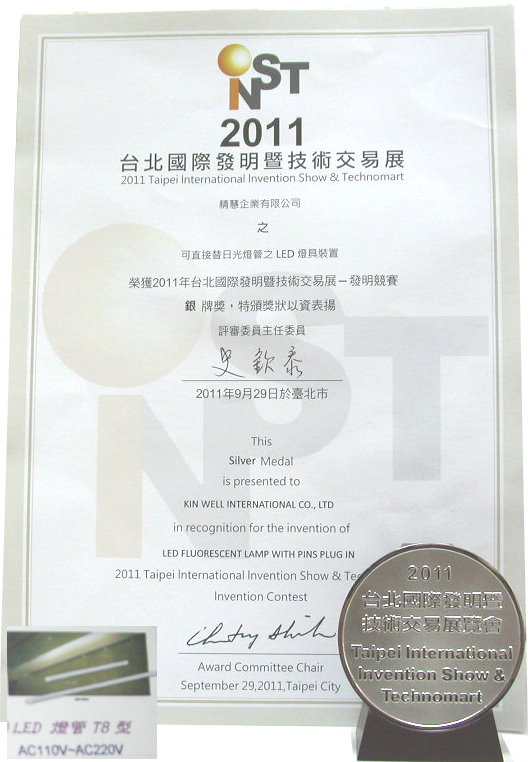 iNST
2011
台北國際發明暨技術交易展
2011 Taipei International Invention Show & Technomart
精慧企業有限公司
之
可直接替日光燈管之 LED 燈具裝置
榮獲2011年台北國際發明暨技術交易展－發明競賽
銀 牌獎，特頒獎狀以資表揚
評審委員主任委員
史欽泰
2011年9月29日於臺北市
This
Silver Medal
is presented to
KIN WELL INTERNATIONAL CO., LTD
in recognition for the invention of
LED FLUORESCENT LAMP WITH PINS PLUG IN
2011 Taipei International Invention Show & Te
Invention Contest
Award Committee Chair
September 29,2011,Taipei City
2011
台北國際發明暨
技術交易展覽會
Taipei International
Invention Show &
Technomart
LED 燈管 T8 型
AC110V~AC220V